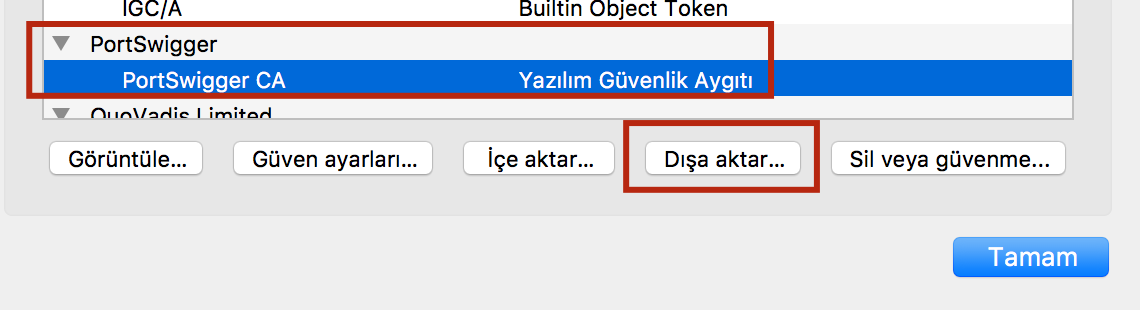 IGC/A Builtin Object Token
PortSwigger
PortSwigger CA Yazılım Güvenlik Aygıtı
QuoVadis Limited
Görüntüle... Güven ayarları... İçe aktar... Dışa aktar... Sil veya güvenme...
Tamam